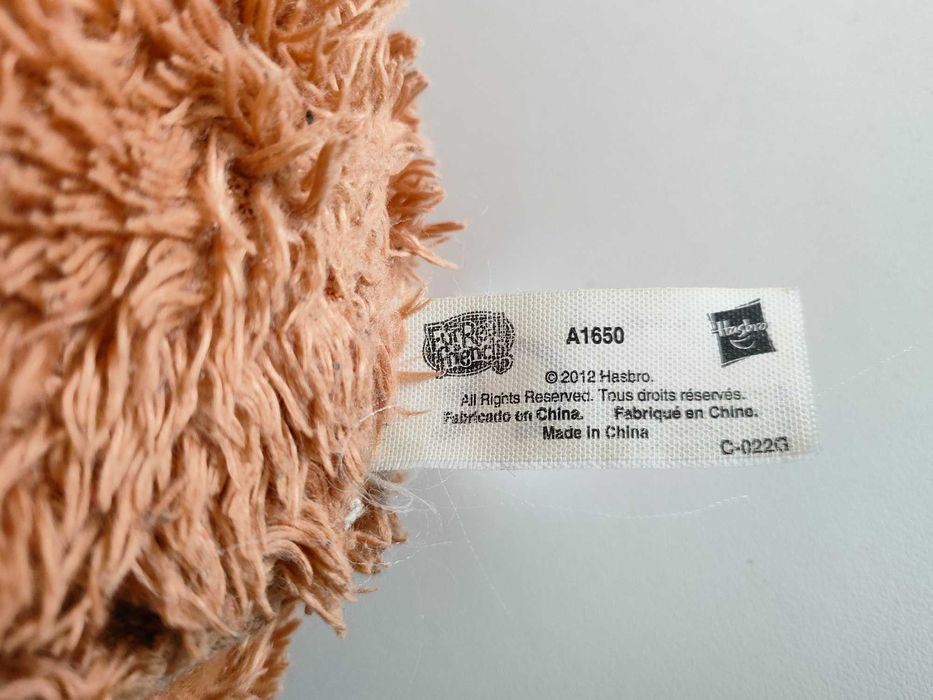 FurReal Friends
A1650
Hasbro
© 2012 Hasbro.
All Rights Reserved. Tous droits réservés.
Fabricado en China. Fabriqué en Chine.
Made in China
C-022G